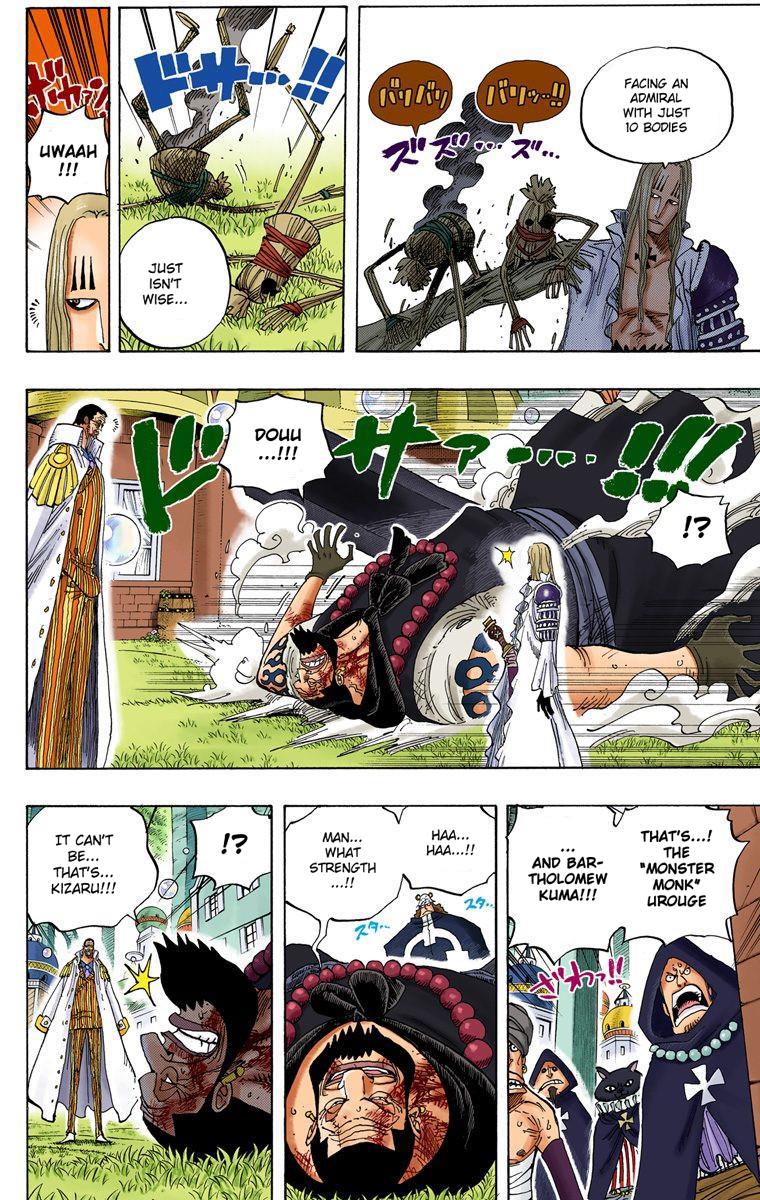 FACING AN
ADMIRAL
WITH JUST
10 BODIES
バリッ…!!
バリバリ
ズズ…ズ…
ドサ…!!
JUST
ISN'T
WISE...
ざわっ
UWAAH
!!!
ドサァー…!!!
!?
DOUU
...!!!
THAT'S...!
THE
"MONSTER
MONK"
UROUGE
...
AND BAR-
THOLOMEW
KUMA!!!
ざわっ!!
HAA...
HAA...!!
MAN...
WHAT
STRENGTH
...!!
スタ…
スタ…
!?
IT CAN'T
BE...
THAT'S...
KIZARU!!!